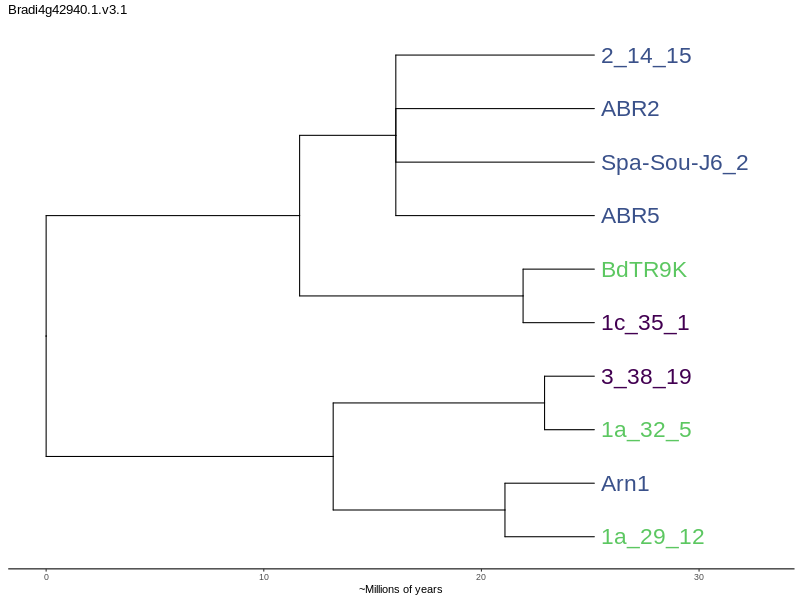 Bradi4g42940.1.v3.1
2_14_15
ABR2
Spa-Sou-J6_2
ABR5
BdTR9K
1c_35_1
3_38_19
1a_32_5
Arn1
1a_29_12
0 10 20 30
~Millions of years